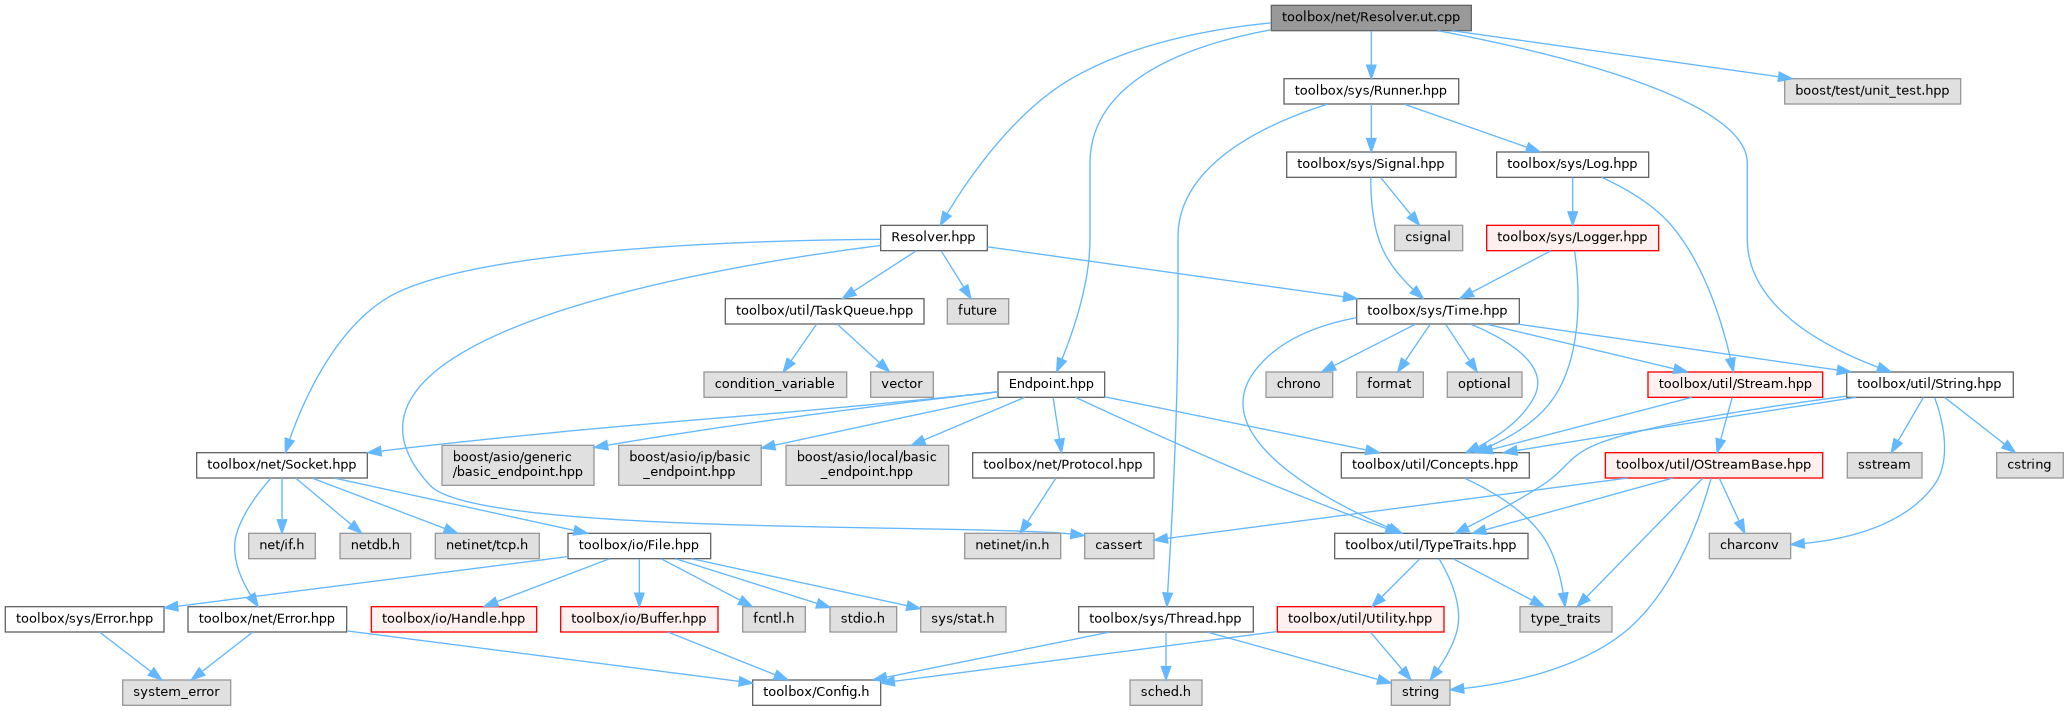 toolbox/net/Resolver.ut.cpp
toolbox/sys/Runner.hpp
boost/test/unit_test.hpp
toolbox/sys/Signal.hpp
toolbox/sys/Log.hpp
Resolver.hpp
csignal
toolbox/sys/Logger.hpp
toolbox/util/TaskQueue.hpp
future
toolbox/sys/Time.hpp
condition_variable
vector
Endpoint.hpp
chrono
format
optional
toolbox/util/Stream.hpp
toolbox/util/String.hpp
toolbox/net/Socket.hpp
boost/asio/generic
/basic_endpoint.hpp
boost/asio/ip/basic
_endpoint.hpp
boost/asio/local/basic
_endpoint.hpp
toolbox/net/Protocol.hpp
toolbox/util/Concepts.hpp
toolbox/util/OStreamBase.hpp
sstream
cstring
net/if.h
netdb.h
netinet/tcp.h
toolbox/io/File.hpp
netinet/in.h
cassert
toolbox/util/TypeTraits.hpp
charconv
toolbox/sys/Error.hpp
toolbox/net/Error.hpp
toolbox/io/Handle.hpp
toolbox/io/Buffer.hpp
fcntl.h
stdio.h
sys/stat.h
toolbox/sys/Thread.hpp
toolbox/util/Utility.hpp
type_traits
system_error
toolbox/Config.h
sched.h
string